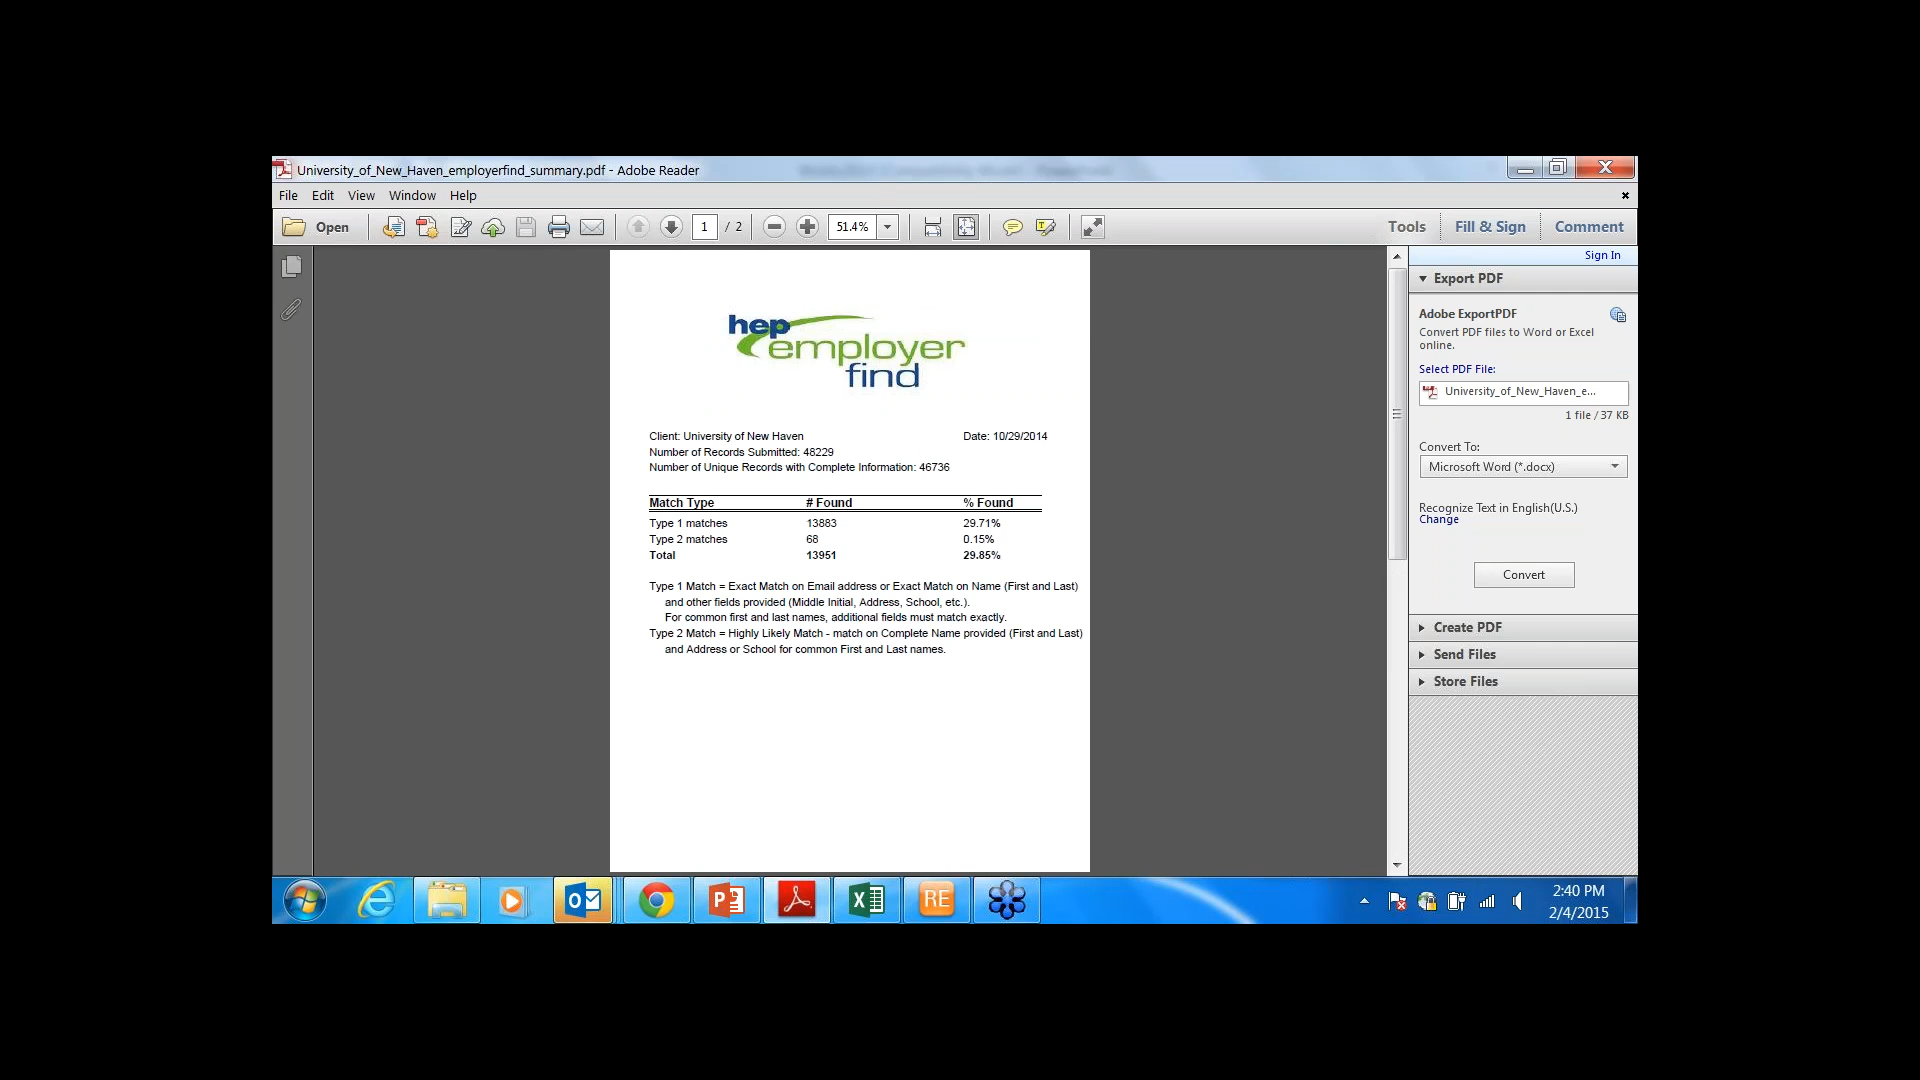 University_of_New_Haven_employerfind_summary.pdf - Adobe Reader
File Edit View Window Help
Open 1 / 2 51.4% Tools Fill & Sign Comment
Sign In
Export PDF
Adobe ExportPDF
Convert PDF files to Word or Excel
online.
Select PDF File:
University_of_New_Haven_e...
1 file / 37 KB
Convert To:
Microsoft Word (*.docx)
Recognize Text in English(U.S.)
Change
Convert
Create PDF
Send Files
Store Files
hep
employer
find
Client: University of New Haven Date: 10/29/2014
Number of Records Submitted: 48229
Number of Unique Records with Complete Information: 46736
Match Type # Found % Found
Type 1 matches 13883 29.71%
Type 2 matches 68 0.15%
Total 13951 29.85%
Type 1 Match = Exact Match on Email address or Exact Match on Name (First and Last)
and other fields provided (Middle Initial, Address, School, etc.).
For common first and last names, additional fields must match exactly.
Type 2 Match = Highly Likely Match - match on Complete Name provided (First and Last)
and Address or School for common First and Last names.
RE
2:40 PM
2/4/2015